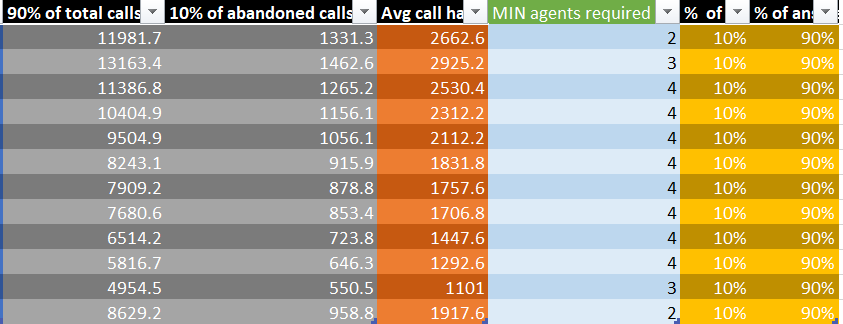 90% of total calls 10% of abandoned calls Avg call ha MIN agents required % of % of an
11981.7 1331.3 2662.6 2 10% 90%
13163.4 1462.6 2925.2 3 10% 90%
11386.8 1265.2 2530.4 4 10% 90%
10404.9 1156.1 2312.2 4 10% 90%
9504.9 1056.1 2112.2 4 10% 90%
8243.1 915.9 1831.8 4 10% 90%
7909.2 878.8 1757.6 4 10% 90%
7680.6 853.4 1706.8 4 10% 90%
6514.2 723.8 1447.6 4 10% 90%
5816.7 646.3 1292.6 4 10% 90%
4954.5 550.5 1101 3 10% 90%
8629.2 958.8 1917.6 2 10% 90%